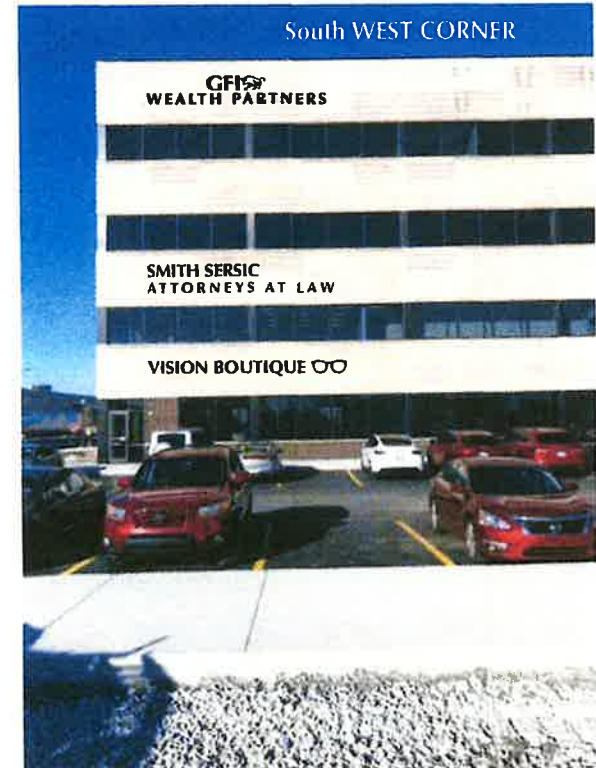 South WEST CORNER
GFI
WEALTH PARTNERS
SMITH SERSIC
ATTORNEYS AT LAW
VISION BOUTIQUE